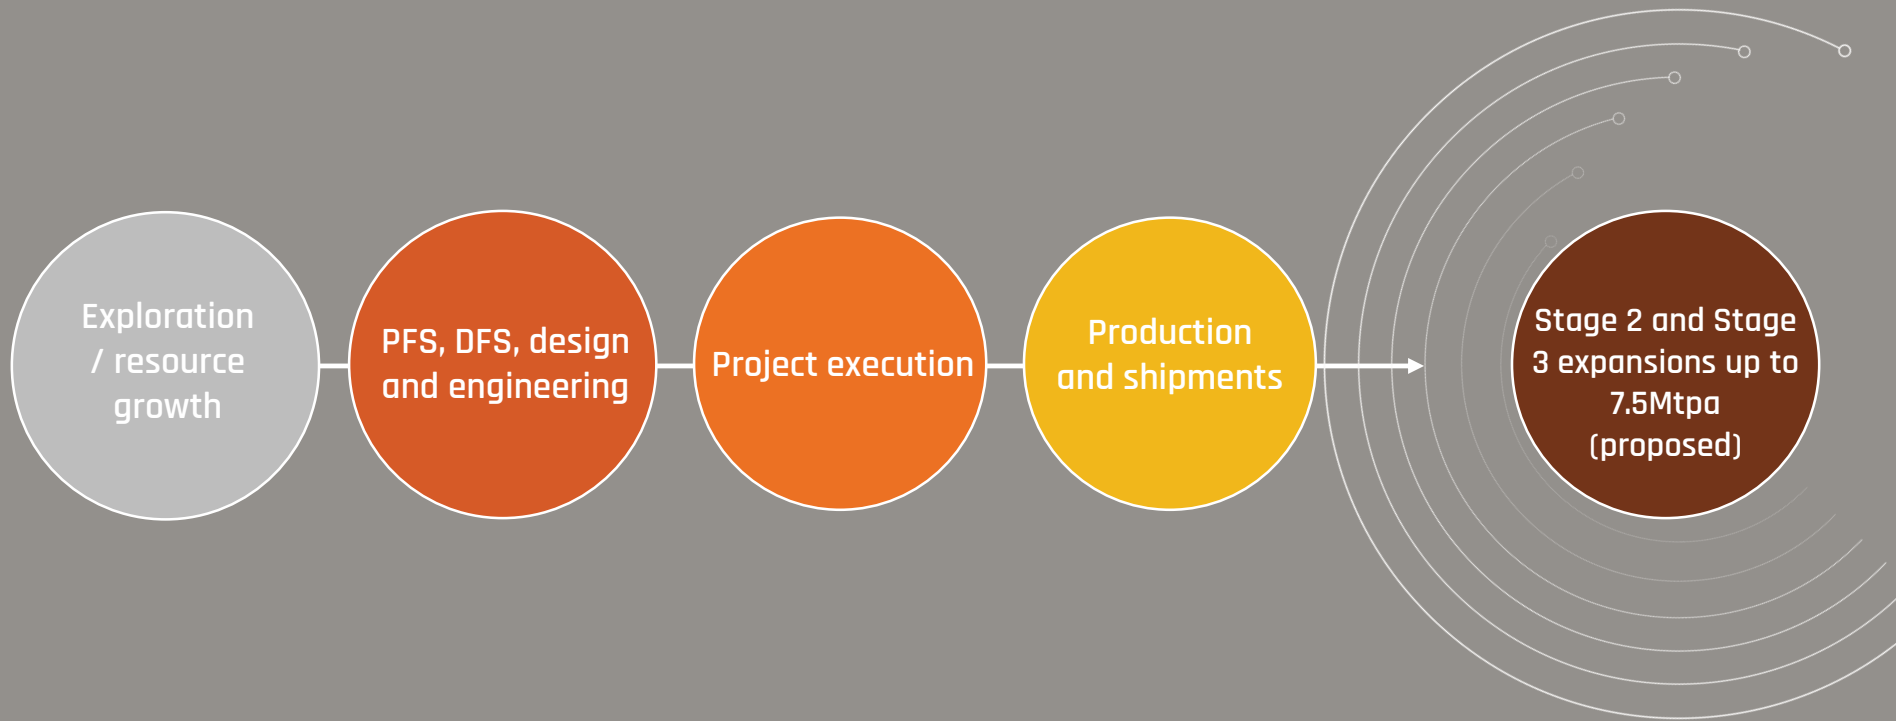 Exploration
/ resource
growth
PFS, DFS, design
and engineering
Project execution
Production
and shipments
Stage 2 and Stage
3 expansions up to
7.5Mtpa
(proposed)